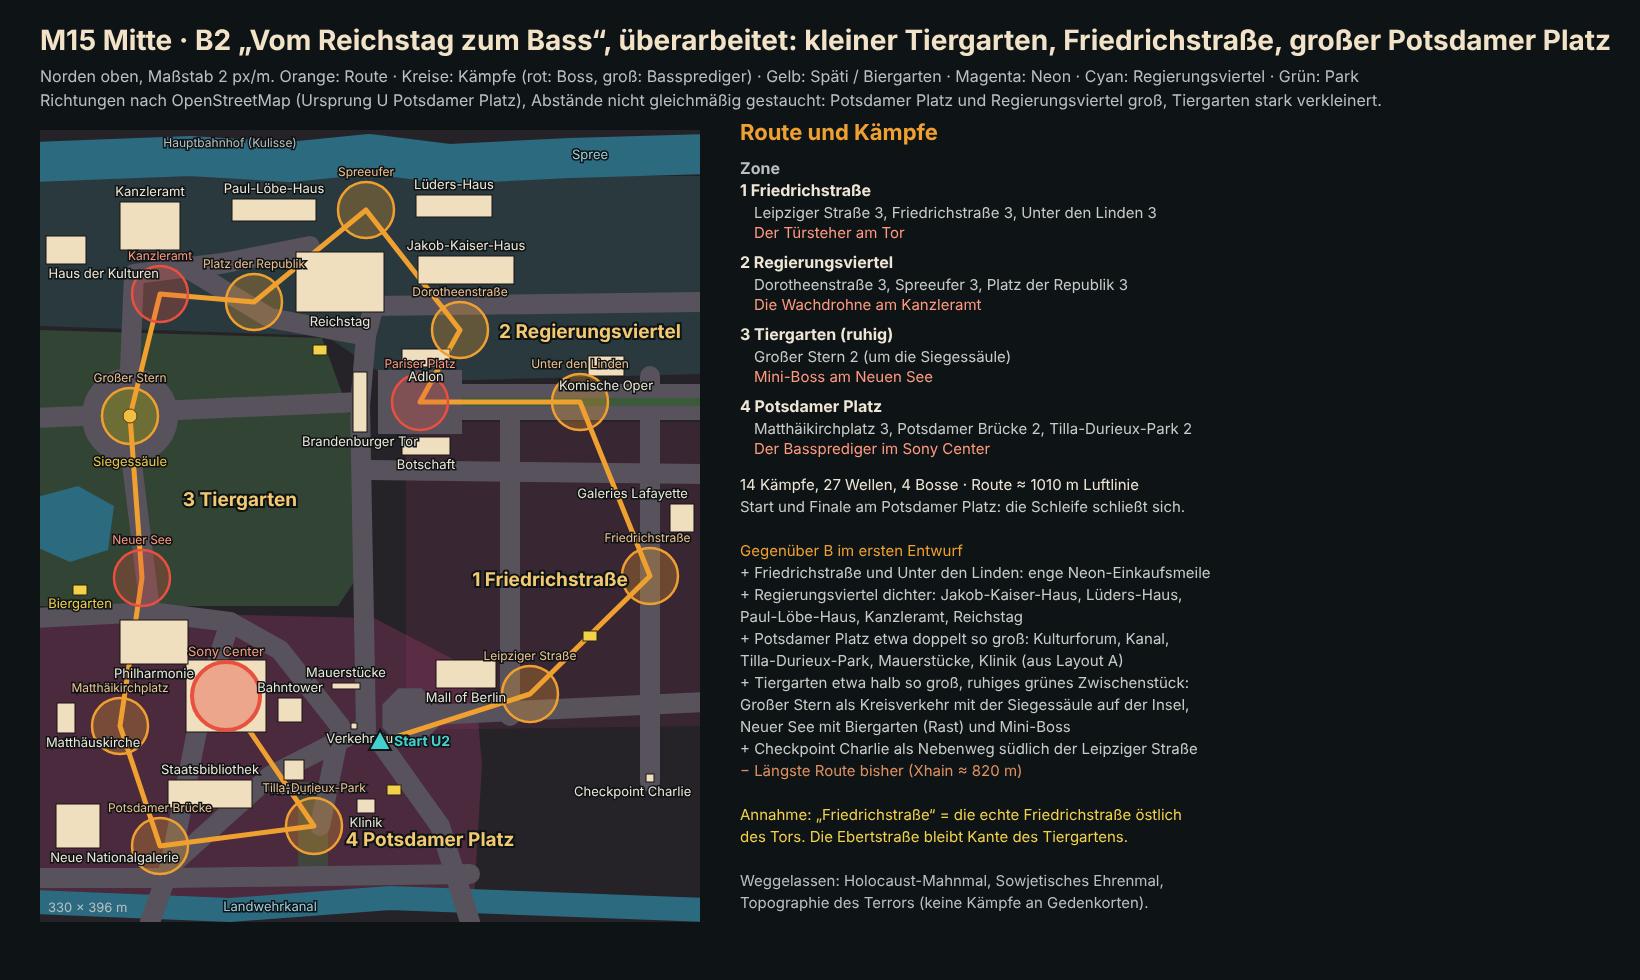 M15 Mitte · B2 „Vom Reichstag zum Bass“, überarbeitet: kleiner Tiergarten, Friedrichstraße, großer Potsdamer Platz
Norden oben, Maßstab 2 px/m. Orange: Route · Kreise: Kämpfe (rot: Boss, groß: Bassprediger) · Gelb: Späti / Biergarten · Magenta: Neon · Cyan: Regierungsviertel · Grün: Park
Richtungen nach OpenStreetMap (Ursprung U Potsdamer Platz), Abstände nicht gleichmäßig gestaucht: Potsdamer Platz und Regierungsviertel groß, Tiergarten stark verkleinert.
Hauptbahnhof (Kulisse)
Spree
Spreeufer
Kanzleramt
Paul-Löbe-Haus
Lüders-Haus
Jakob-Kaiser-Haus
Kanzleramt
Platz der Republik
Haus der Kulturen
Dorotheenstraße
Reichstag
2 Regierungsviertel
Pariser Platz
Unter den Linden
Adlon
Großer Stern
Komische Oper
Brandenburger Tor
Siegessäule
Botschaft
3 Tiergarten
Galeries Lafayette
Neuer See
Friedrichstraße
1 Friedrichstraße
Biergarten
Sony Center
Leipziger Straße
Philharmonie
Mauerstücke
Matthäikirchplatz
Bahntower
Mall of Berlin
Matthäuskirche
Start U2
Staatsbibliothek
Tilla-Durieux-Park
Checkpoint Charlie
Potsdamer Brücke
Klinik
4 Potsdamer Platz
Neue Nationalgalerie
330 × 396 m
Landwehrkanal
Route und Kämpfe
Zone
1 Friedrichstraße
Leipziger Straße 3, Friedrichstraße 3, Unter den Linden 3
Der Türsteher am Tor
2 Regierungsviertel
Dorotheenstraße 3, Spreeufer 3, Platz der Republik 3
Die Wachdrohne am Kanzleramt
3 Tiergarten (ruhig)
Großer Stern 2 (um die Siegessäule)
Mini-Boss am Neuen See
4 Potsdamer Platz
Matthäikirchplatz 3, Potsdamer Brücke 2, Tilla-Durieux-Park 2
Der Bassprediger im Sony Center
14 Kämpfe, 27 Wellen, 4 Bosse · Route ≈ 1010 m Luftlinie
Start und Finale am Potsdamer Platz: die Schleife schließt sich.
Gegenüber B im ersten Entwurf
+ Friedrichstraße und Unter den Linden: enge Neon-Einkaufsmeile
+ Regierungsviertel dichter: Jakob-Kaiser-Haus, Lüders-Haus,
Paul-Löbe-Haus, Kanzleramt, Reichstag
+ Potsdamer Platz etwa doppelt so groß: Kulturforum, Kanal,
Tilla-Durieux-Park, Mauerstücke, Klinik (aus Layout A)
+ Tiergarten etwa halb so groß, ruhiges grünes Zwischenstück:
Großer Stern als Kreisverkehr mit der Siegessäule auf der Insel,
Neuer See mit Biergarten (Rast) und Mini-Boss
+ Checkpoint Charlie als Nebenweg südlich der Leipziger Straße
− Längste Route bisher (Xhain ≈ 820 m)
Annahme: „Friedrichstraße“ = die echte Friedrichstraße östlich
des Tors. Die Ebertstraße bleibt Kante des Tiergartens.
Weggelassen: Holocaust-Mahnmal, Sowjetisches Ehrenmal,
Topographie des Terrors (keine Kämpfe an Gedenkorten).